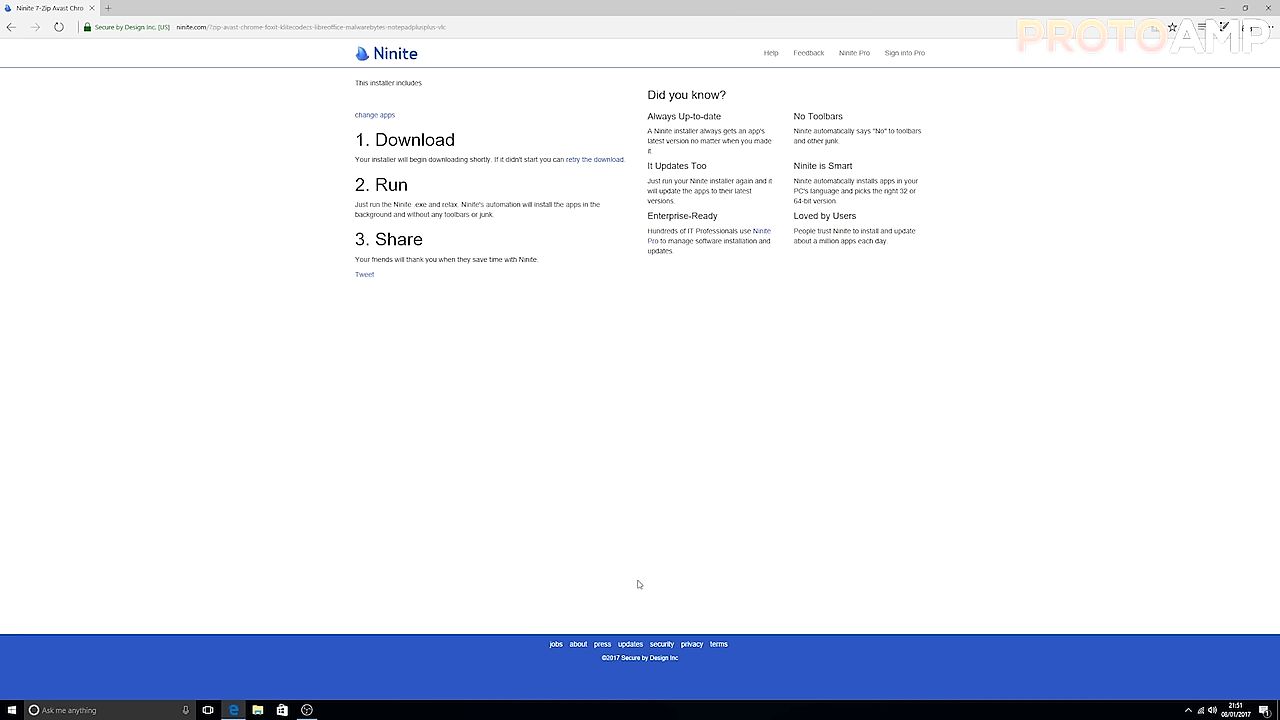 Ninite 7-Zip Avast Chro
Secure by Design Inc. [US]
ninite.com/7zip-avast-chrome-foxit-klitecodecs-libreoffice-malwarebytes-notepadplusplus-vlc
PROTOAMP
Ninite
Help
Feedback
Ninite Pro
Sign into Pro
This installer includes
change apps
1. Download
Your installer will begin downloading shortly. If it didn't start you can retry the download.
2. Run
Just run the Ninite .exe and relax. Ninite's automation will install the apps in the
background and without any toolbars or junk.
3. Share
Your friends will thank you when they save time with Ninite.
Tweet
Did you know?
Always Up-to-date
A Ninite installer always gets an app's
latest version no matter when you made
it.
No Toolbars
Ninite automatically says "No" to toolbars
and other junk.
It Updates Too
Just run your Ninite installer again and it
will update the apps to their latest
versions.
Ninite is Smart
Ninite automatically installs apps in your
PC's language and picks the right 32 or
64-bit version.
Enterprise-Ready
Hundreds of IT Professionals use Ninite
Pro to manage software installation and
updates.
Loved by Users
People trust Ninite to install and update
about a million apps each day.
jobs about press updates security privacy terms
©2017 Secure by Design Inc
Ask me anything
21:51
08/01/2017